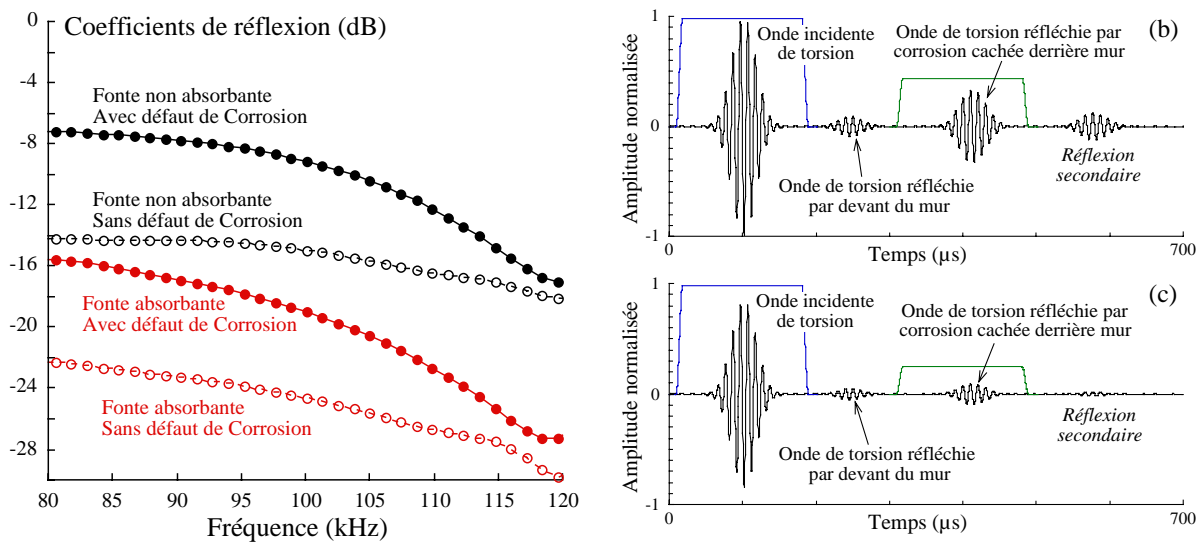 Coefficients de réflexion (dB)
0
-4
-8
-12
-16
-20
-24
-28
Fonte non absorbante
Avec défaut de Corrosion
Fonte non absorbante
Sans défaut de Corrosion
Fonte absorbante
Avec défaut de Corrosion
Fonte absorbante
Sans défaut de Corrosion
80
85
90
95
100
105
110
115
120
Fréquence (kHz)
(b)
Amplitude normalisée
1
0
-1
Onde incidente
de torsion
Onde de torsion réfléchie par
corrosion cachée derrière mur
Onde de torsion réfléchie
par devant du mur
Réflexion
secondaire
0
Temps (µs)
700
(c)
Amplitude normalisée
1
0
-1
Onde incidente
de torsion
Onde de torsion réfléchie par
corrosion cachée derrière mur
Onde de torsion réfléchie
par devant du mur
Réflexion
secondaire
0
Temps (µs)
700